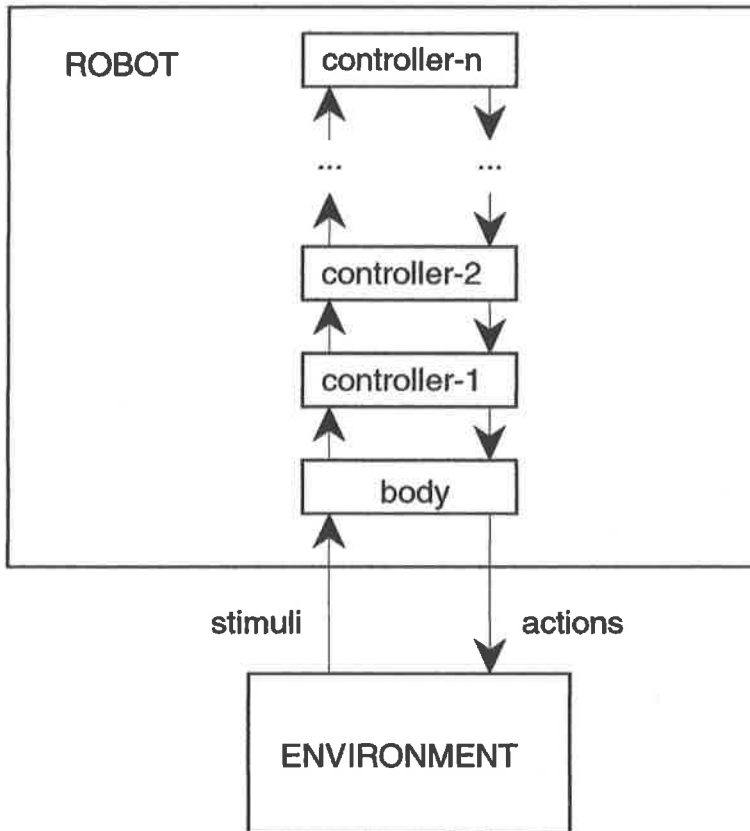 ROBOT
controller-n
... ...
controller-2
controller-1
body
stimuli actions
ENVIRONMENT